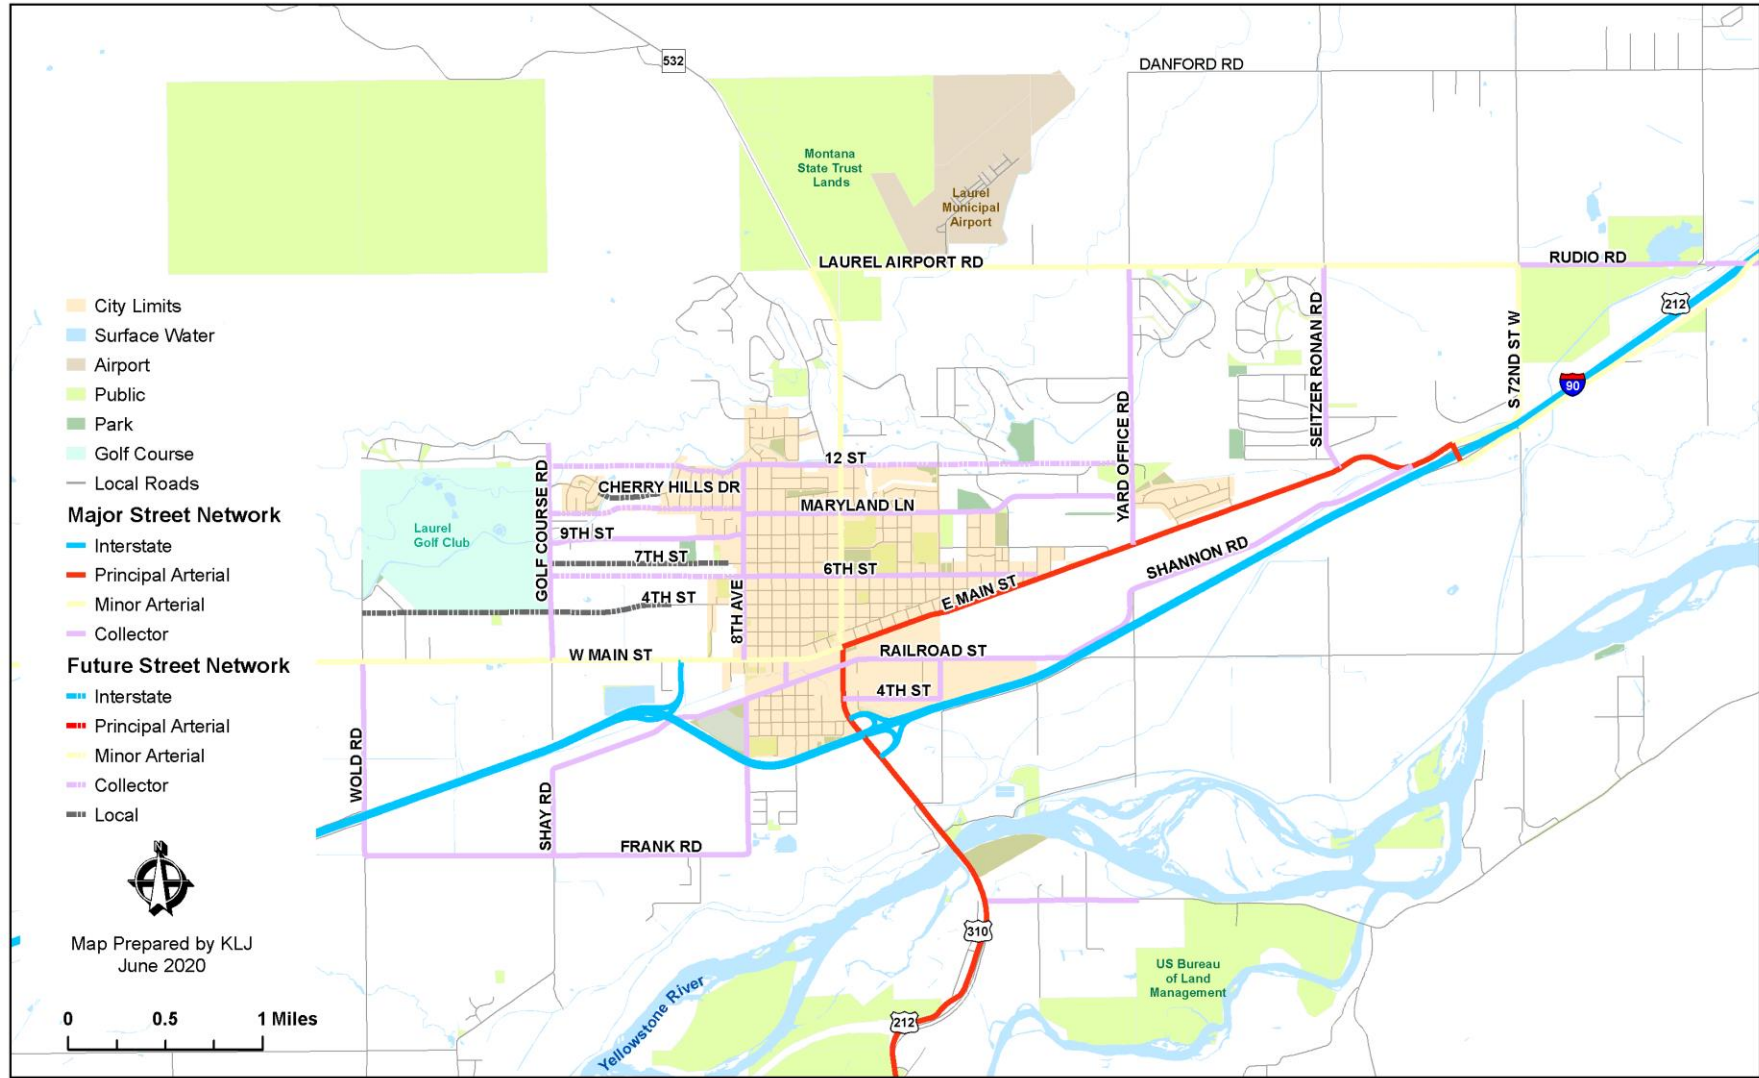 532
DANFORD RD
Montana
State Trust
Lands
Laurel
Municipal
Airport
LAUREL AIRPORT RD
RUDIO RD
212
90
SEITZER RONAN RD
S 72ND ST W
YARD OFFICE RD
City Limits
Surface Water
Airport
Public
Park
Golf Course
Local Roads
Major Street Network
Interstate
Principal Arterial
Minor Arterial
Collector
Future Street Network
Interstate
Principal Arterial
Minor Arterial
Collector
Local
12 ST
CHERRY HILLS DR
MARYLAND LN
GOLF COURSE RD
Laurel
Golf Club
9TH ST
7TH ST
6TH ST
4TH ST
8TH AVE
E MAIN ST
SHANNON RD
W MAIN ST
RAILROAD ST
4TH ST
WOLD RD
SHAY RD
FRANK RD
310
212
US Bureau
of Land
Management
Yellowstone River
N
Map Prepared by KLJ
June 2020
0 0.5 1 Miles